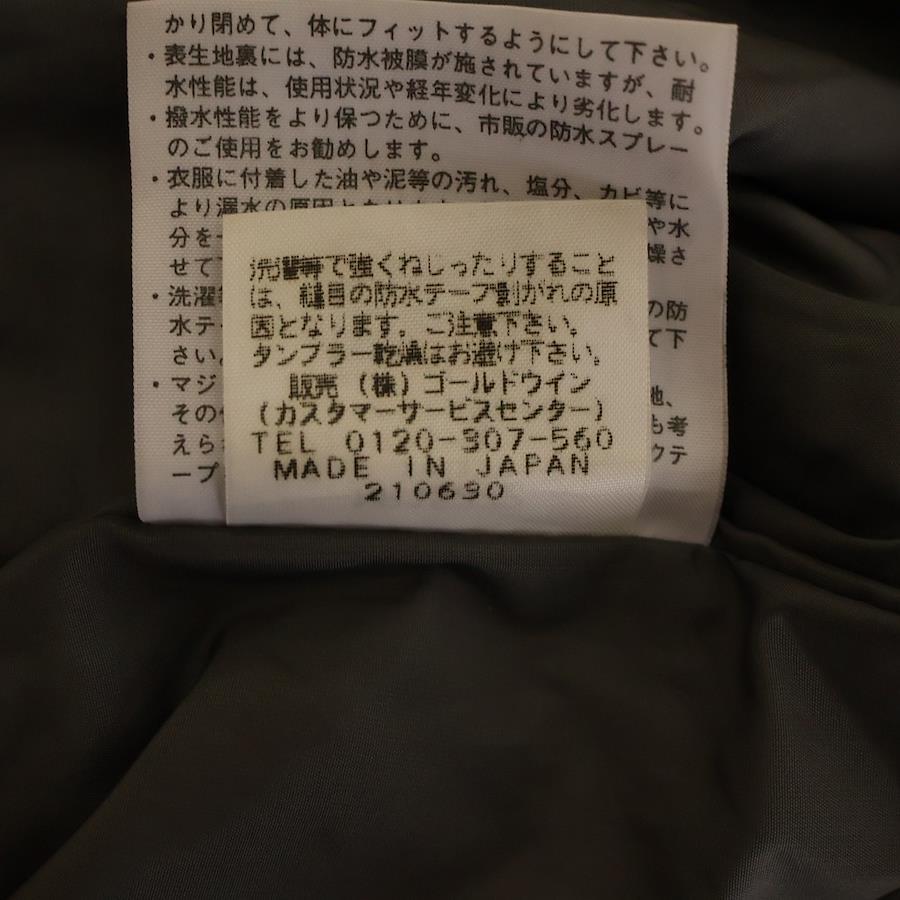 かり閉めて、体にフィットするようにして下さい。
・表生地裏には、防水被膜が施されていますが、耐
水性能は、使用状況や経年変化により劣化します。
・撥水性能をより保つために、市販の防水スプレー
のご使用をお勧めします。
・衣服に付着した油や泥等の汚れ、塩分、カビ等に
より漏水の原因となります
や水
分を
燥さ
せて
・洗濯
の防
水テー
て下
さい。
・マジ
地、
その
も考
えら
クテ
ープ
洗濯等で強くねじったりすること
は、縫目の防水テープ剥がれの原
因となります。ご注意下さい。
タンブラー乾燥はお避け下さい。
販売（株）ゴールドウイン
（カスタマーサービスセンター）
TEL 0120-307-560
MADE IN JAPAN
210630